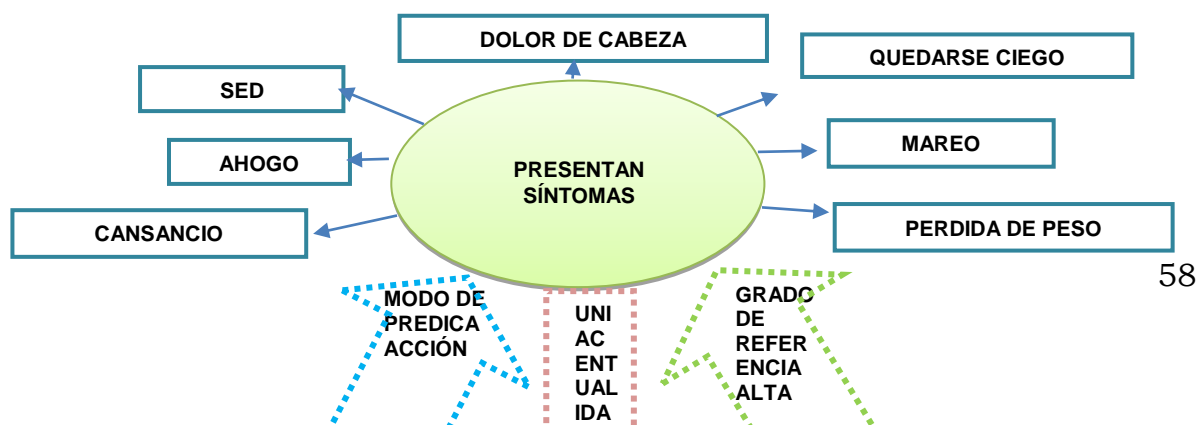 DOLOR DE CABEZA
QUEDARSE CIEGO
SED
MAREO
AHOGO
PRESENTAN
SÍNTOMAS
CANSANCIO
PERDIDA DE PESO
58
MODO DE
PREDICA
ACCIÓN
UNI
AC
ENT
UAL
IDA
GRADO
DE
REFER
ENCIA
ALTA